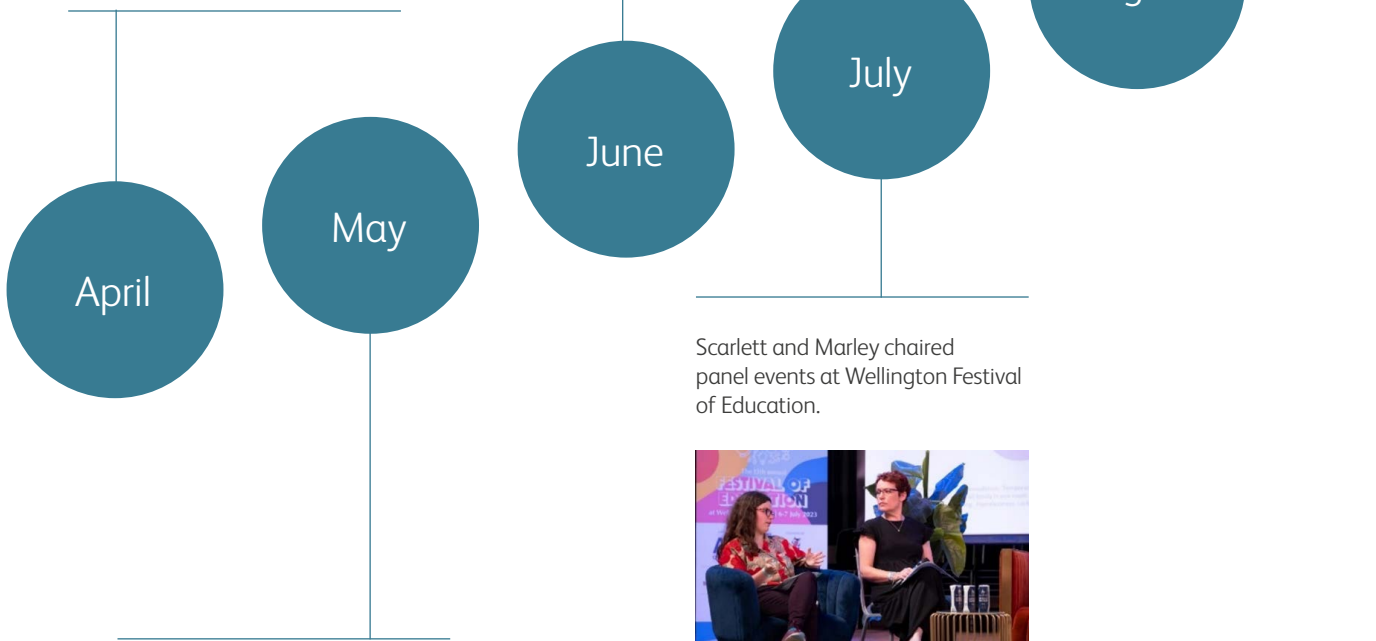 July
June
May
April
Scarlett and Marley chaired
panel events at Wellington Festival
of Education.
FESTIVAL OF
EDUCATION